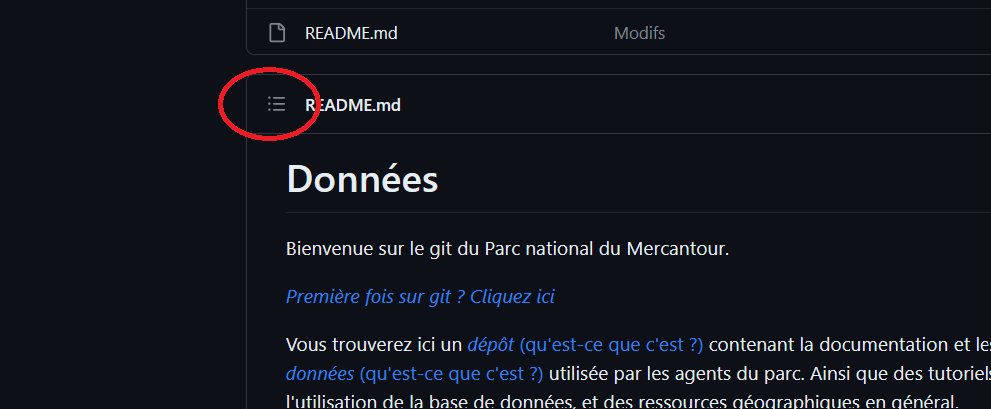 README.md Modifs
README.md
Données
Bienvenue sur le git du Parc national du Mercantour.
Première fois sur git ? Cliquez ici
Vous trouverez ici un dépôt (qu'est-ce que c'est ?) contenant la documentation et les
données (qu'est-ce que c'est ?) utilisée par les agents du parc. Ainsi que des tutoriels
l'utilisation de la base de données, et des ressources géographiques en général.